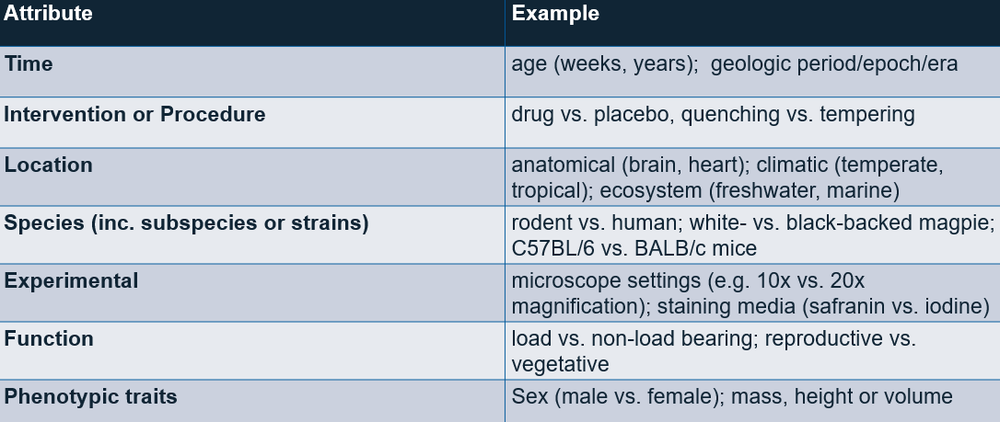 Attribute
Example
Time
age (weeks, years);  geologic period/epoch/era
Intervention or Procedure
drug vs. placebo, quenching vs. tempering
Location
anatomical (brain, heart); climatic (temperate,
tropical); ecosystem (freshwater, marine)
Species (inc. subspecies or strains)
rodent vs. human; white- vs. black-backed magpie;
C57BL/6 vs. BALB/c mice
Experimental
microscope settings (e.g. 10x vs. 20x
magnification); staining media (safranin vs. iodine)
Function
load vs. non-load bearing; reproductive vs.
vegetative
Phenotypic traits
Sex (male vs. female); mass, height or volume